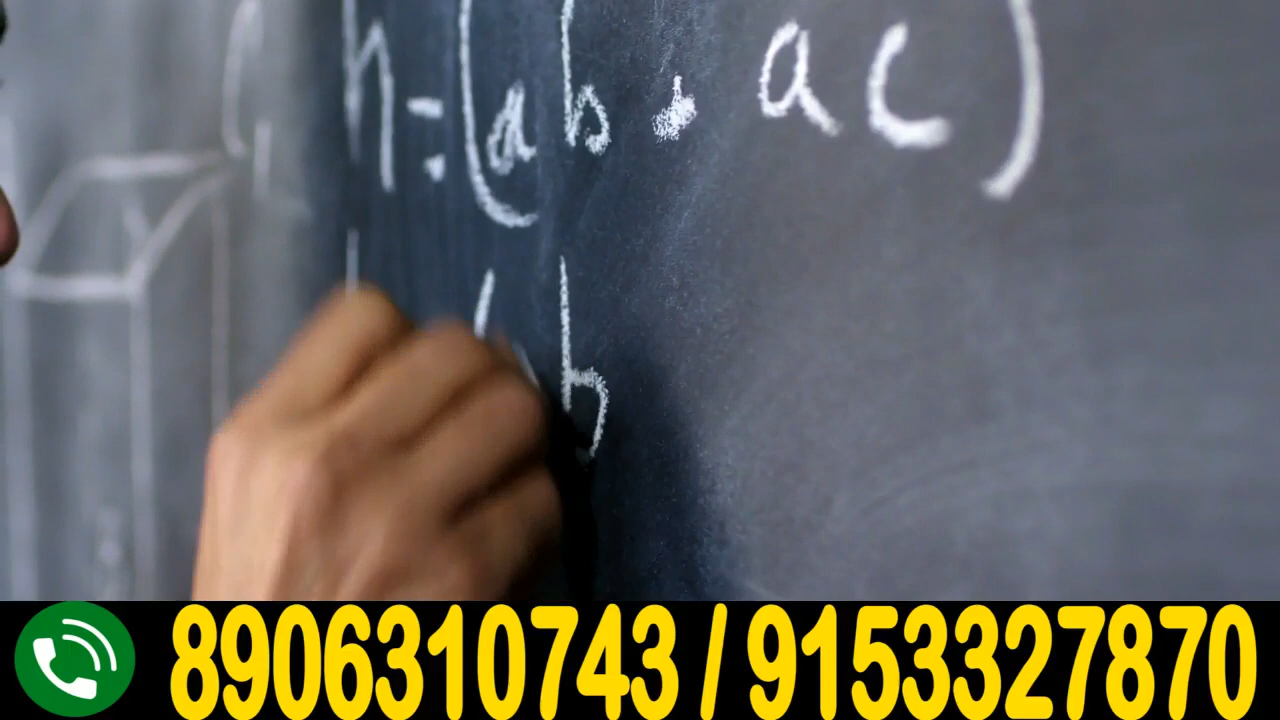 h = (ab · ac)
( b
8906310743 / 9153327870